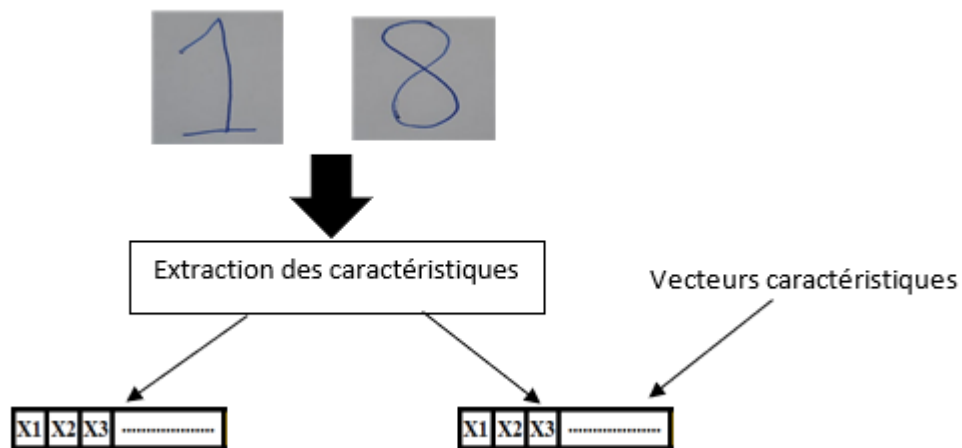 1 8
Extraction des caractéristiques
Vecteurs caractéristiques
X1 X2 X3 ....................
X1 X2 X3 ....................